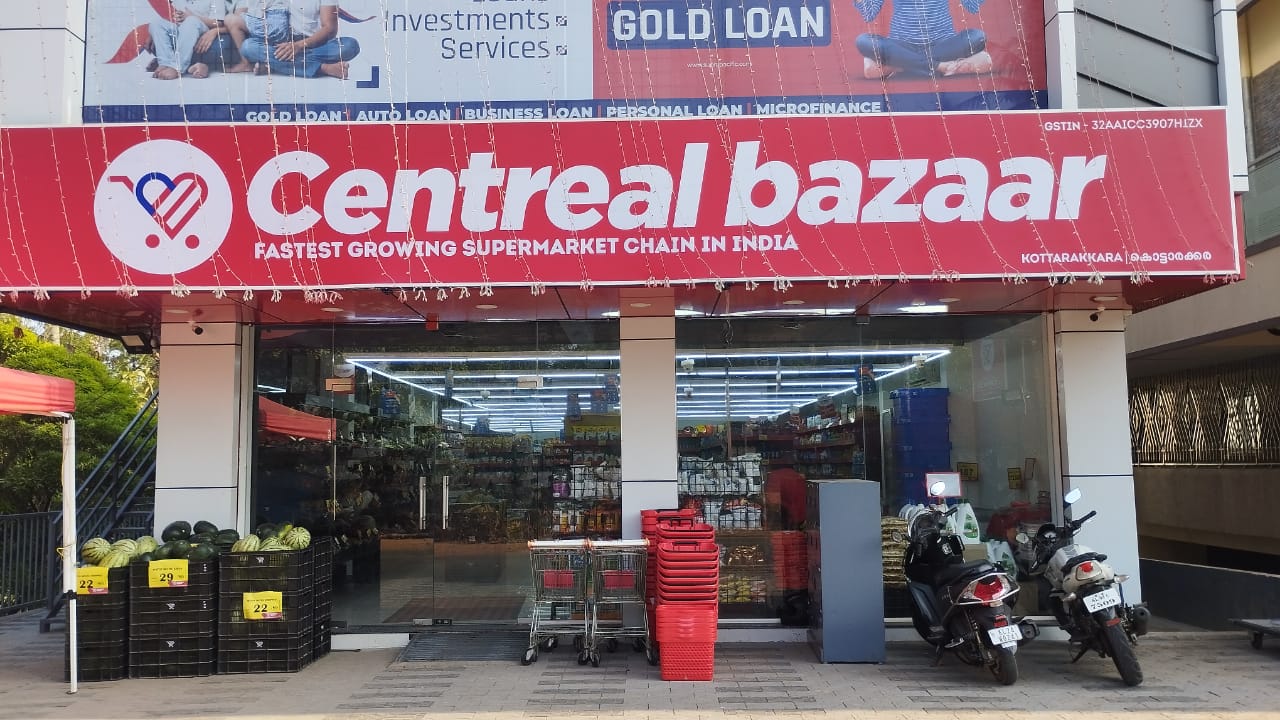 Investments
Services
GOLD LOAN
GOLD LOAN | AUTO LOAN | BUSINESS LOAN | PERSONAL LOAN | MICROFINANCE
GSTIN - 32AAICC3907H1ZX
Centreal bazaar
FASTEST GROWING SUPERMARKET CHAIN IN INDIA
KOTTARAKKARA | കൊട്ടാരക്കര
22
29
22
7509